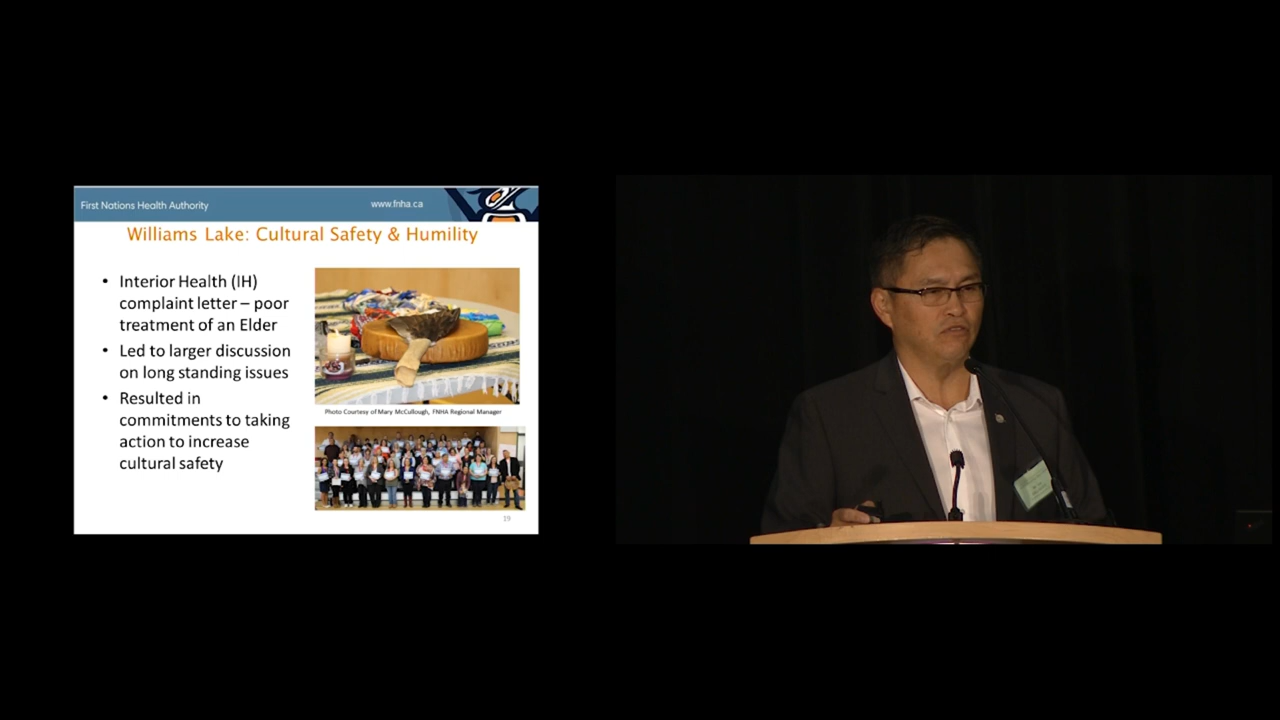 First Nations Health Authority
www.fnha.ca
Williams Lake: Cultural Safety & Humility
• Interior Health (IH)
complaint letter – poor
treatment of an Elder
• Led to larger discussion
on long standing issues
• Resulted in
commitments to taking
action to increase
cultural safety
Photo Courtesy of Mary McCullough, FNHA Regional Manager
19